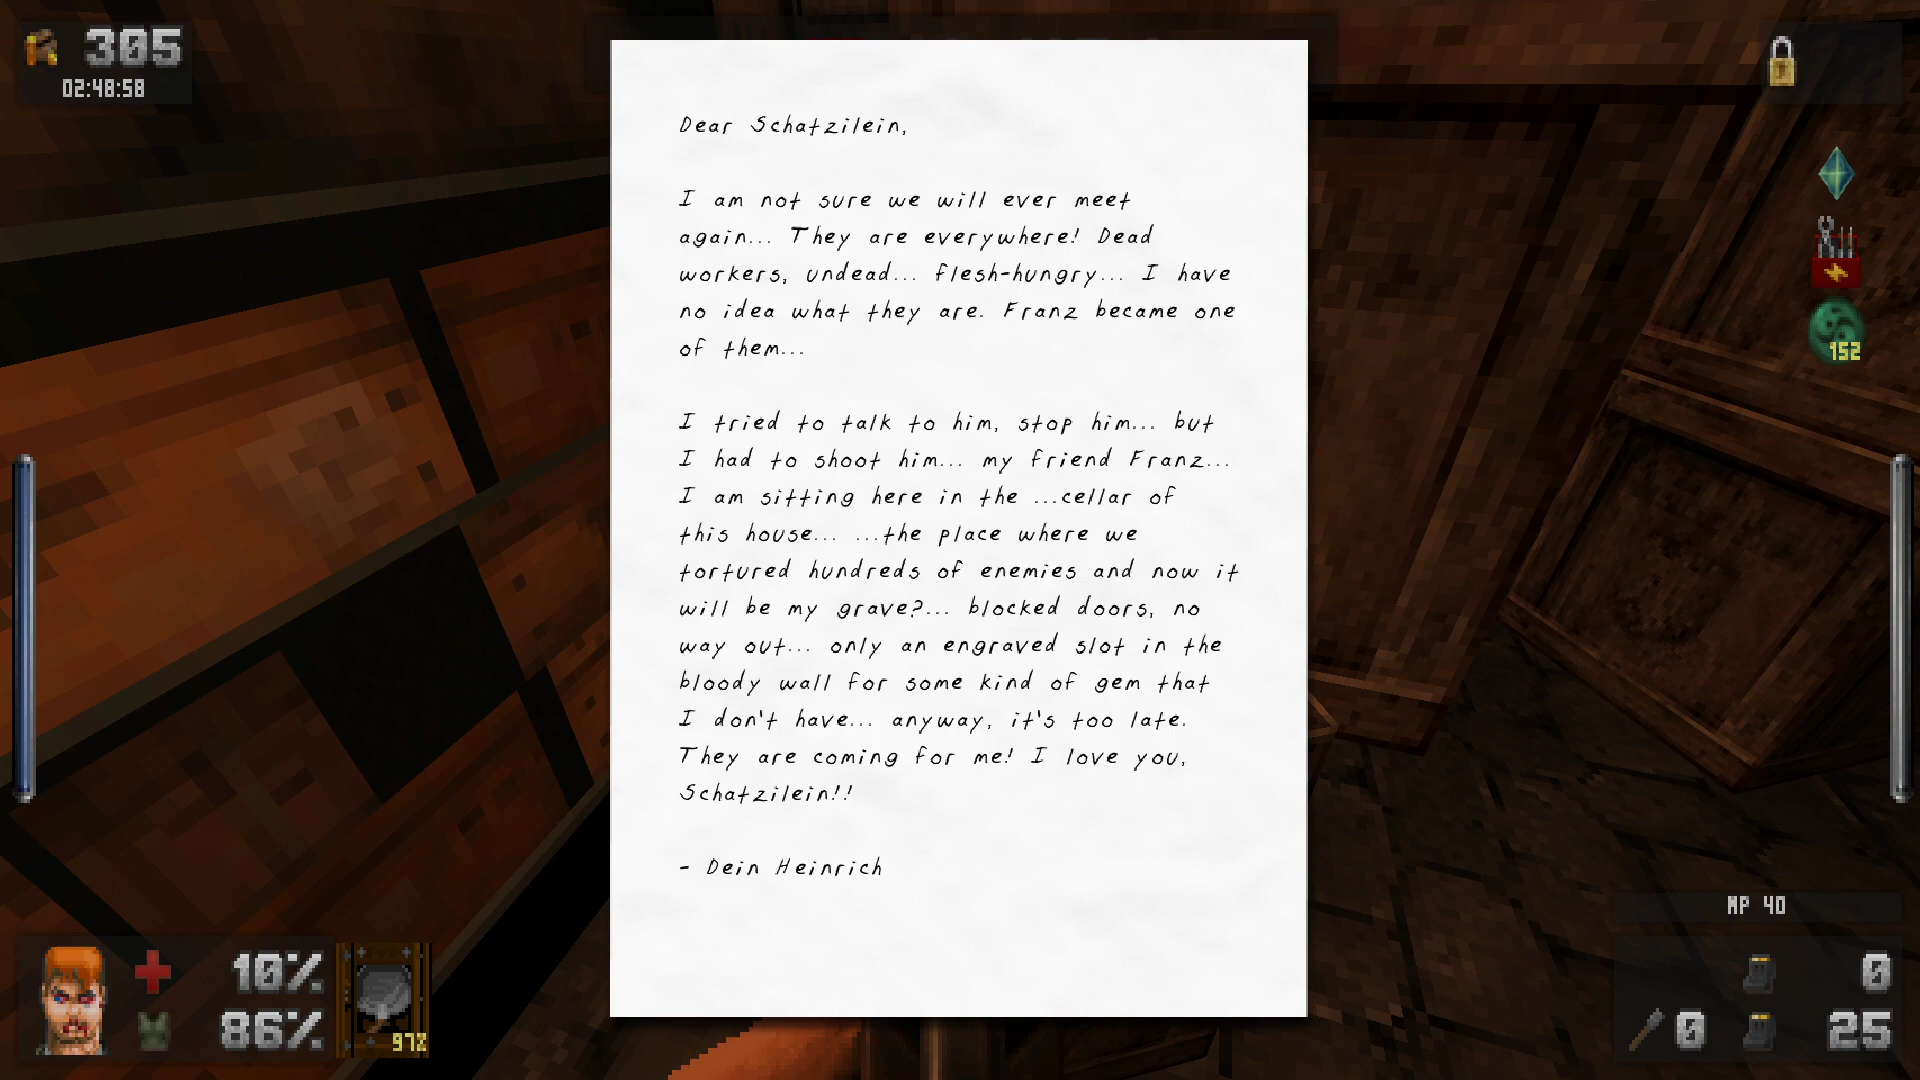 305
02:48:58
152
Dear Schatzilein,
I am not sure we will ever meet
again... They are everywhere! Dead
workers, undead... flesh-hungry... I have
no idea what they are. Franz became one
of them...
I tried to talk to him, stop him... but
I had to shoot him... my friend Franz...
I am sitting here in the ...cellar of
this house... ...the place where we
tortured hundreds of enemies and now it
will be my grave?... blocked doors, no
way out... only an engraved slot in the
bloody wall for some kind of gem that
I don't have... anyway, it's too late.
They are coming for me! I love you,
Schatzilein!!
- Dein Heinrich
10%
86%
97%
MP 40
0
0 25